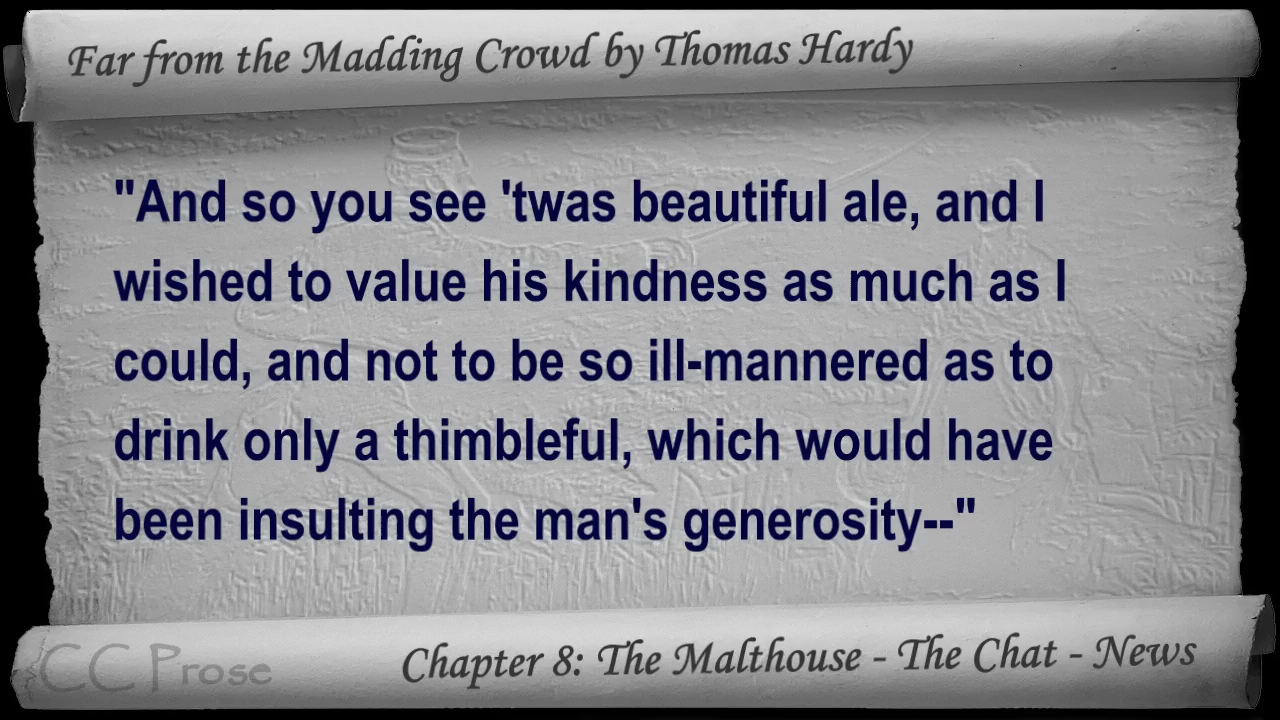 Far from the Madding Crowd by Thomas Hardy
"And so you see 'twas beautiful ale, and I
wished to value his kindness as much as I
could, and not to be so ill-mannered as to
drink only a thimbleful, which would have
been insulting the man's generosity--"
CC Prose
Chapter 8: The Malthouse - The Chat - News